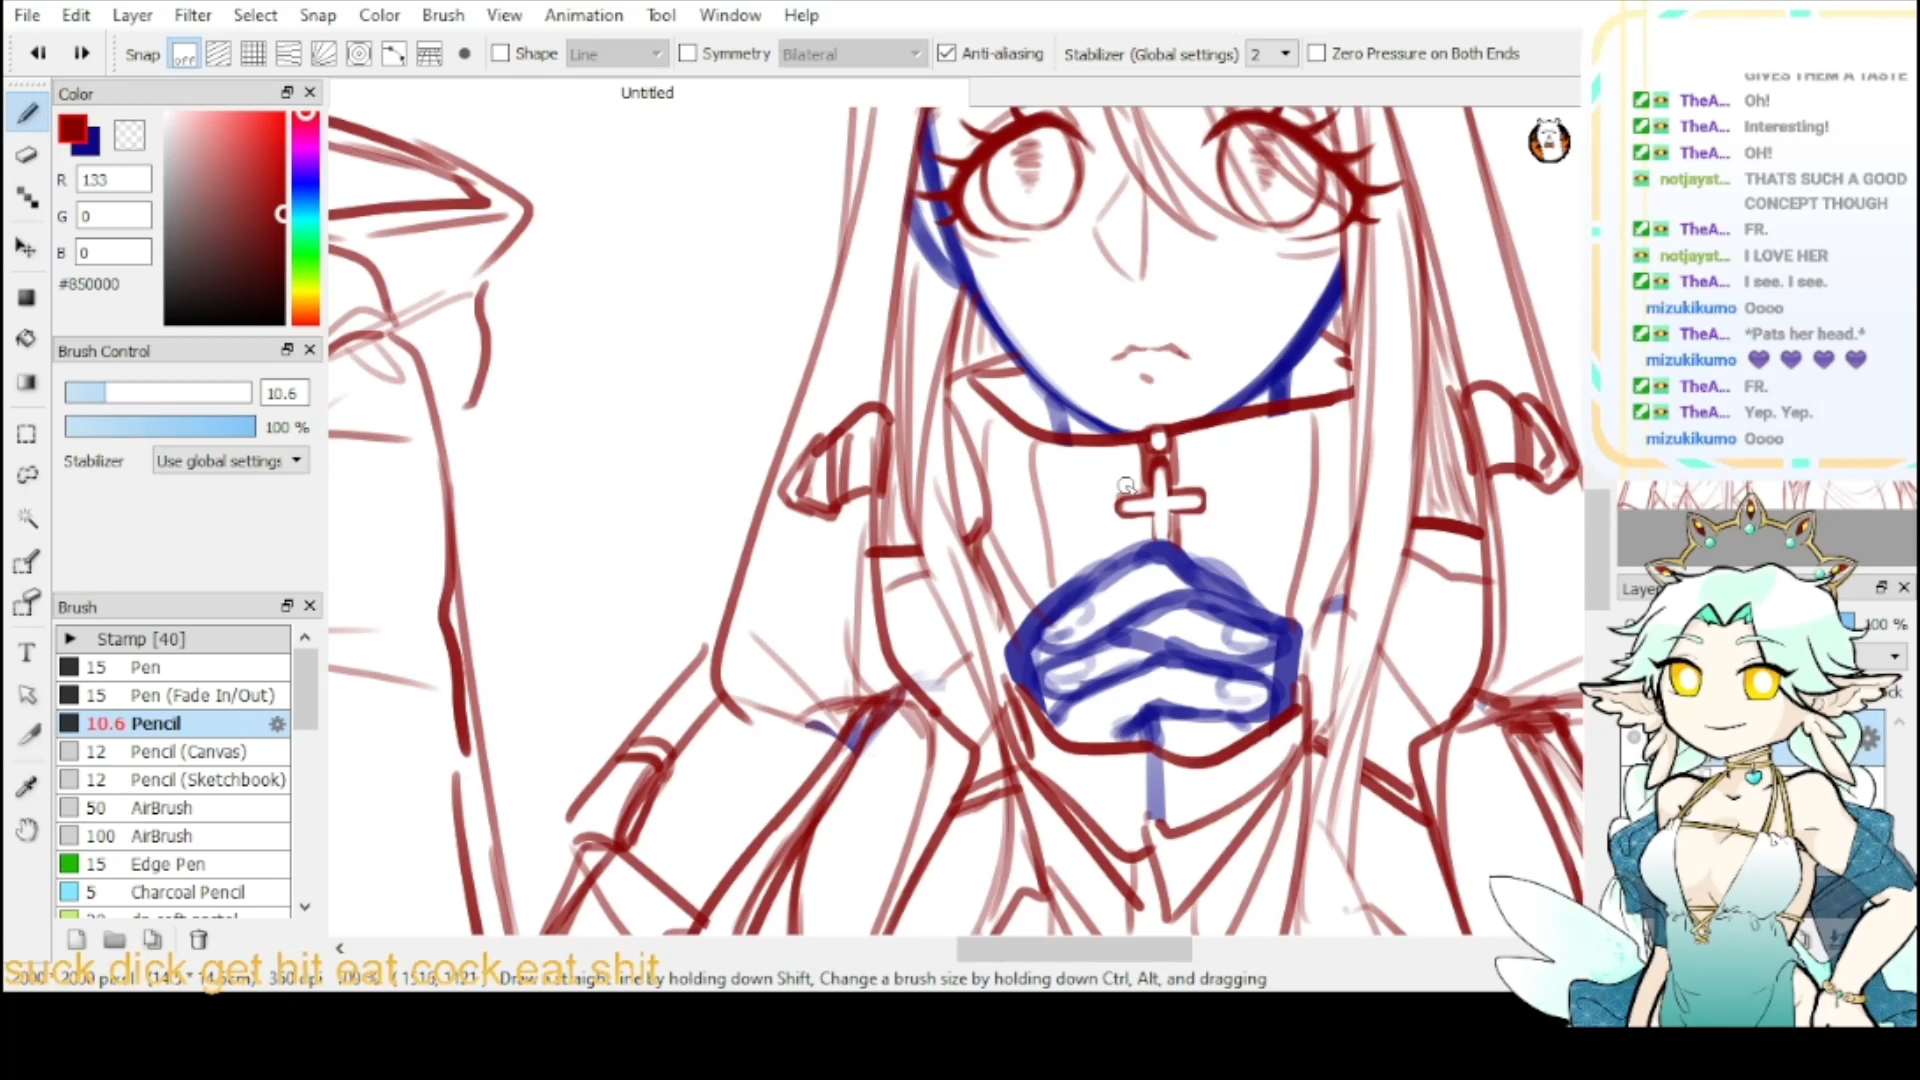 File Edit Layer Filter Select Snap Color Brush View Animation Tool Window Help
Snap off Shape Line Symmetry Bilateral Anti-aliasing Stabilizer (Global settings) 2 Zero Pressure on Both Ends
Color
Untitled
R 133
G 0
B 0
#850000
Brush Control
10.6
100 %
Stabilizer Use global settings
Brush
Stamp [40]
15 Pen
15 Pen (Fade In/Out)
10.6 Pencil
12 Pencil (Canvas)
12 Pencil (Sketchbook)
50 AirBrush
100 AirBrush
15 Edge Pen
5 Charcoal Pencil
suck dick get hit eat cock eat shit
by holding down Shift, Change a brush size by holding down Ctrl, Alt, and dragging
GIVES THEM A TASTE
TheA... Oh!
TheA... Interesting!
TheA... OH!
notjayst... THATS SUCH A GOOD
CONCEPT THOUGH
TheA... FR.
notjayst... I LOVE HER
TheA... I see. I see.
mizukikumo Oooo
TheA... *Pats her head.*
mizukikumo 💜 💜 💜 💜
TheA... FR.
TheA... Yep. Yep.
mizukikumo Oooo
Laye
100 %